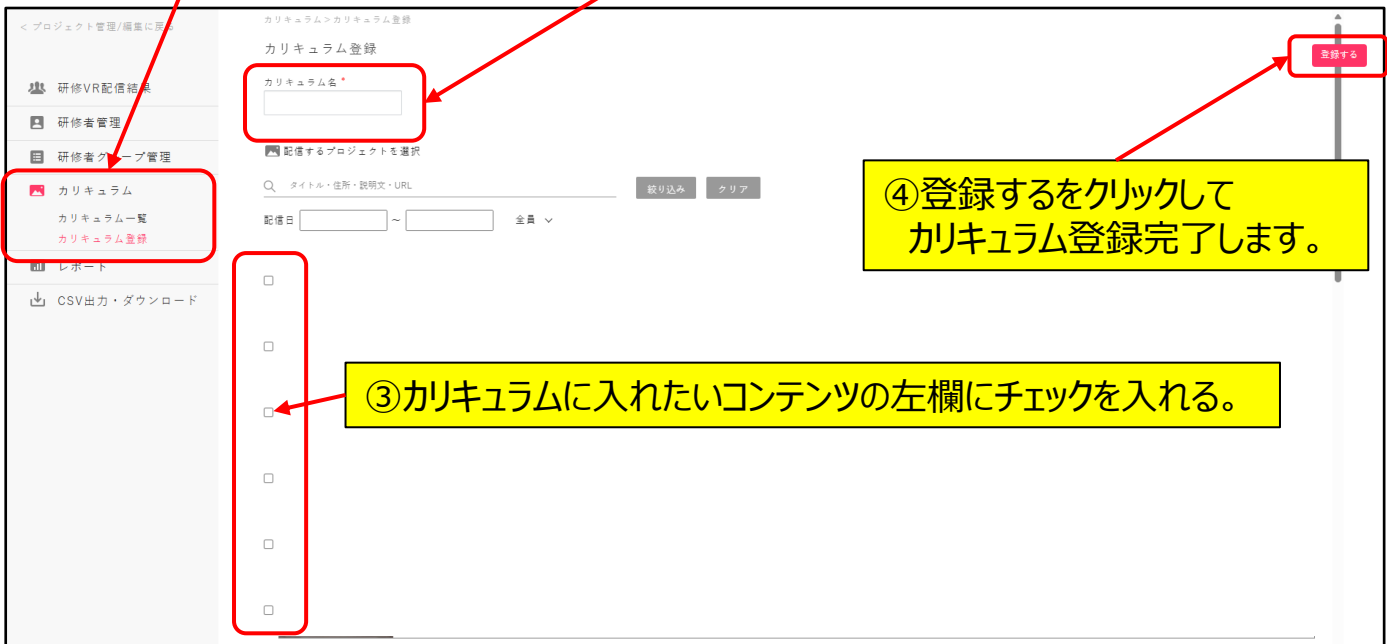 < プロジェクト管理/編集に戻る
研修VR配信結果
研修者管理
研修者グループ管理
カリキュラム
カリキュラム一覧
カリキュラム登録
レポート
CSV出力・ダウンロード
カリキュラム>カリキュラム登録
カリキュラム登録
登録する
カリキュラム名*
配信するプロジェクトを選択
タイトル・住所・説明文・URL
絞り込み クリア
配信日 ~ 全員
④登録するをクリックして
カリキュラム登録完了します。
③カリキュラムに入れたいコンテンツの左欄にチェックを入れる。